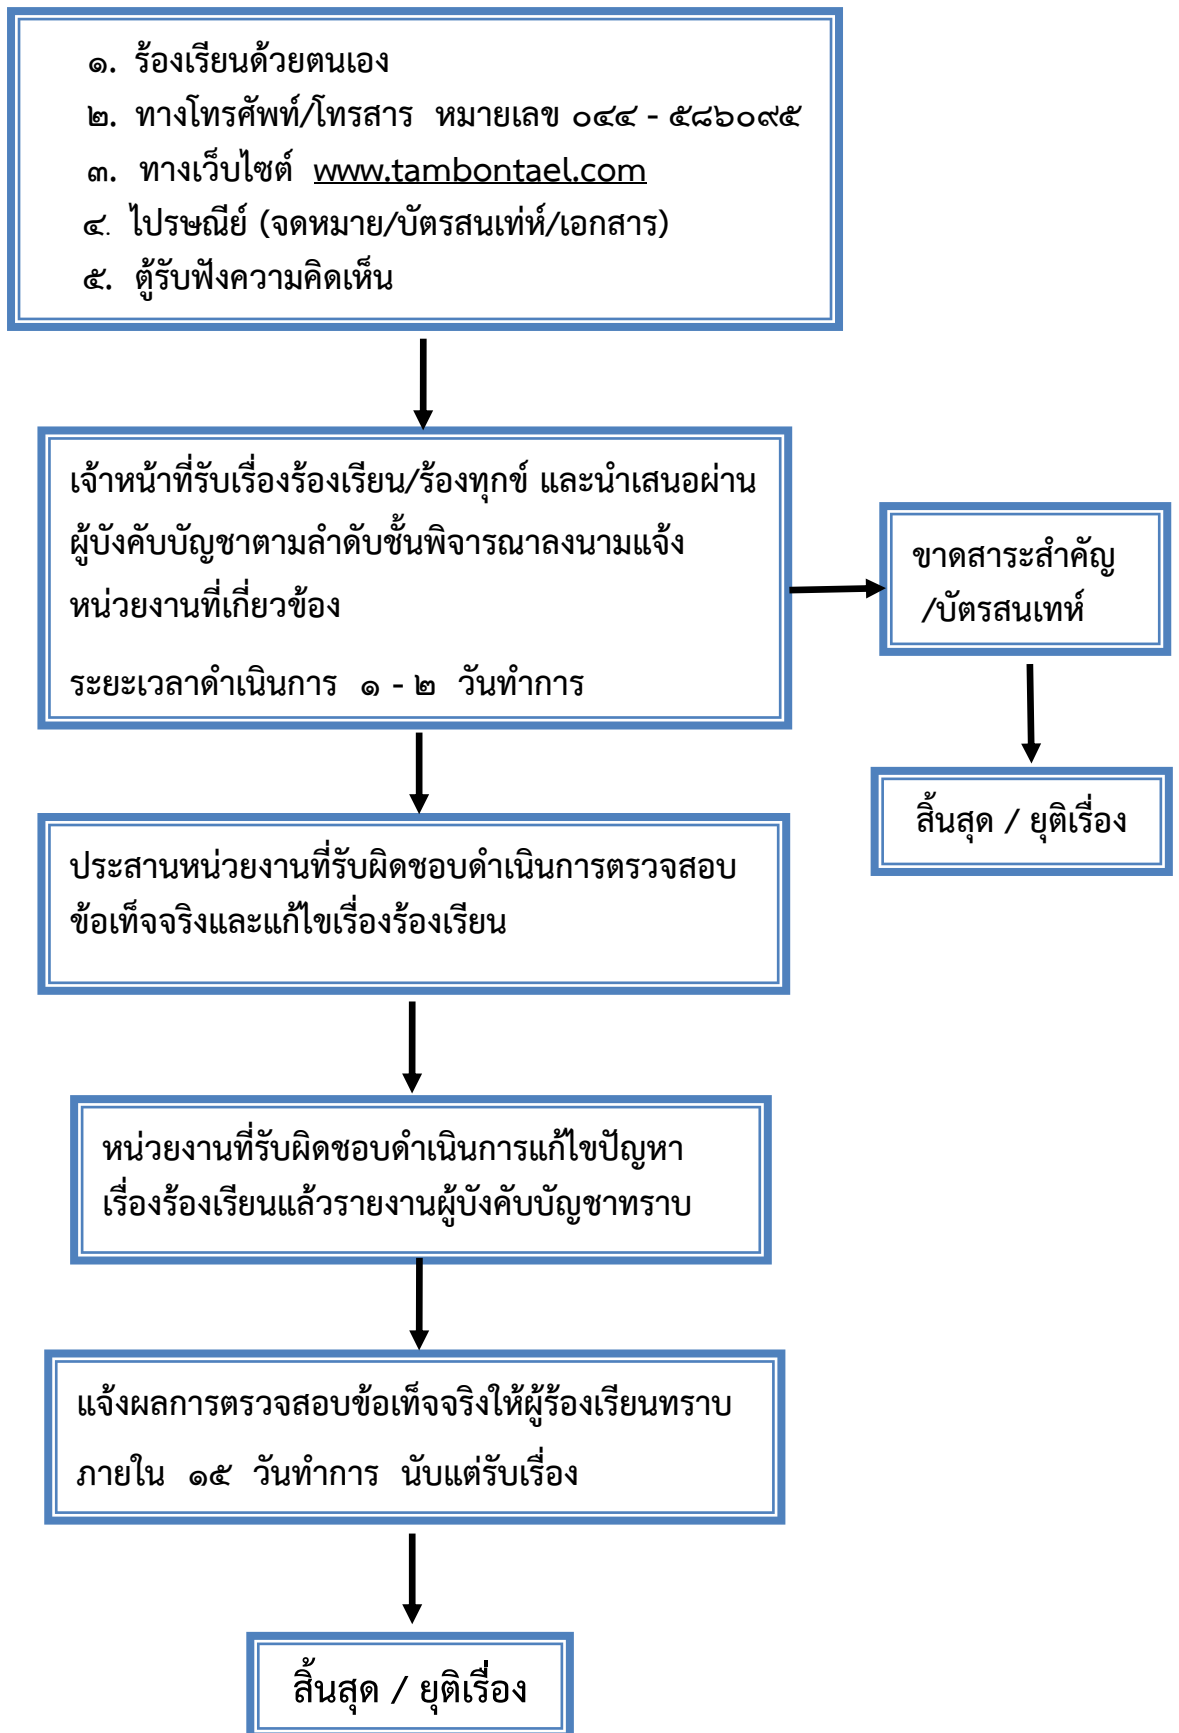 ๑. ร้องเรียนด้วยตนเอง
๒. ทางโทรศัพท์/โทรสาร หมายเลข ๐๔๔ - ๕๘๖๐๙๕
๓. ทางเว็บไซต์ www.tambontael.com
๔. ไปรษณีย์ (จดหมาย/บัตรสนเท่ห์/เอกสาร)
๕. ตู้รับฟังความคิดเห็น
เจ้าหน้าที่รับเรื่องร้องเรียน/ร้องทุกข์ และนำเสนอผ่าน
ผู้บังคับบัญชาตามลำดับชั้นพิจารณาลงนามแจ้ง
หน่วยงานที่เกี่ยวข้อง
ระยะเวลาดำเนินการ ๑ - ๒ วันทำการ
ขาดสาระสำคัญ
/บัตรสนเทห์
สิ้นสุด / ยุติเรื่อง
ประสานหน่วยงานที่รับผิดชอบดำเนินการตรวจสอบ
ข้อเท็จจริงและแก้ไขเรื่องร้องเรียน
หน่วยงานที่รับผิดชอบดำเนินการแก้ไขปัญหา
เรื่องร้องเรียนแล้วรายงานผู้บังคับบัญชาทราบ
แจ้งผลการตรวจสอบข้อเท็จจริงให้ผู้ร้องเรียนทราบ
ภายใน ๑๕ วันทำการ นับแต่รับเรื่อง
สิ้นสุด / ยุติเรื่อง